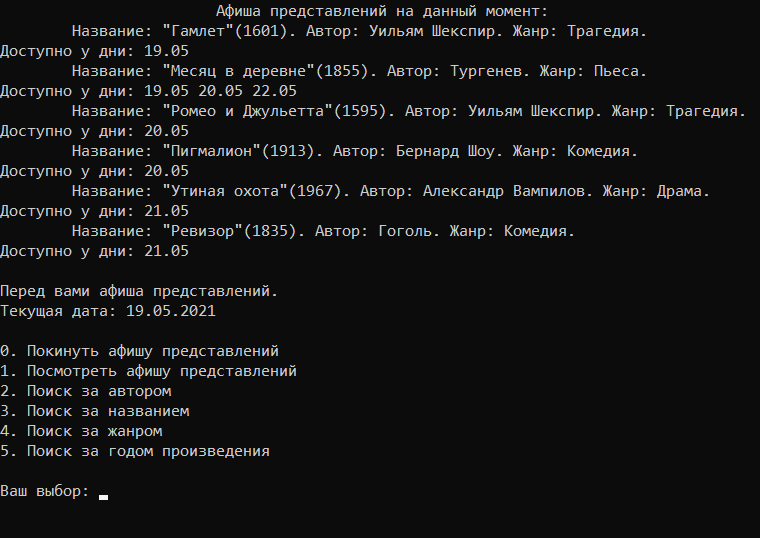 Афиша представлений на данный момент:
Название: "Гамлет"(1601). Автор: Уильям Шекспир. Жанр: Трагедия.
Доступно у дни: 19.05
Название: "Месяц в деревне"(1855). Автор: Тургенев. Жанр: Пьеса.
Доступно у дни: 19.05 20.05 22.05
Название: "Ромео и Джульетта"(1595). Автор: Уильям Шекспир. Жанр: Трагедия.
Доступно у дни: 20.05
Название: "Пигмалион"(1913). Автор: Бернард Шоу. Жанр: Комедия.
Доступно у дни: 20.05
Название: "Утиная охота"(1967). Автор: Александр Вампилов. Жанр: Драма.
Доступно у дни: 21.05
Название: "Ревизор"(1835). Автор: Гоголь. Жанр: Комедия.
Доступно у дни: 21.05
Перед вами афиша представлений.
Текущая дата: 19.05.2021
0. Покинуть афишу представлений
1. Посмотреть афишу представлений
2. Поиск за автором
3. Поиск за названием
4. Поиск за жанром
5. Поиск за годом произведения
Ваш выбор: